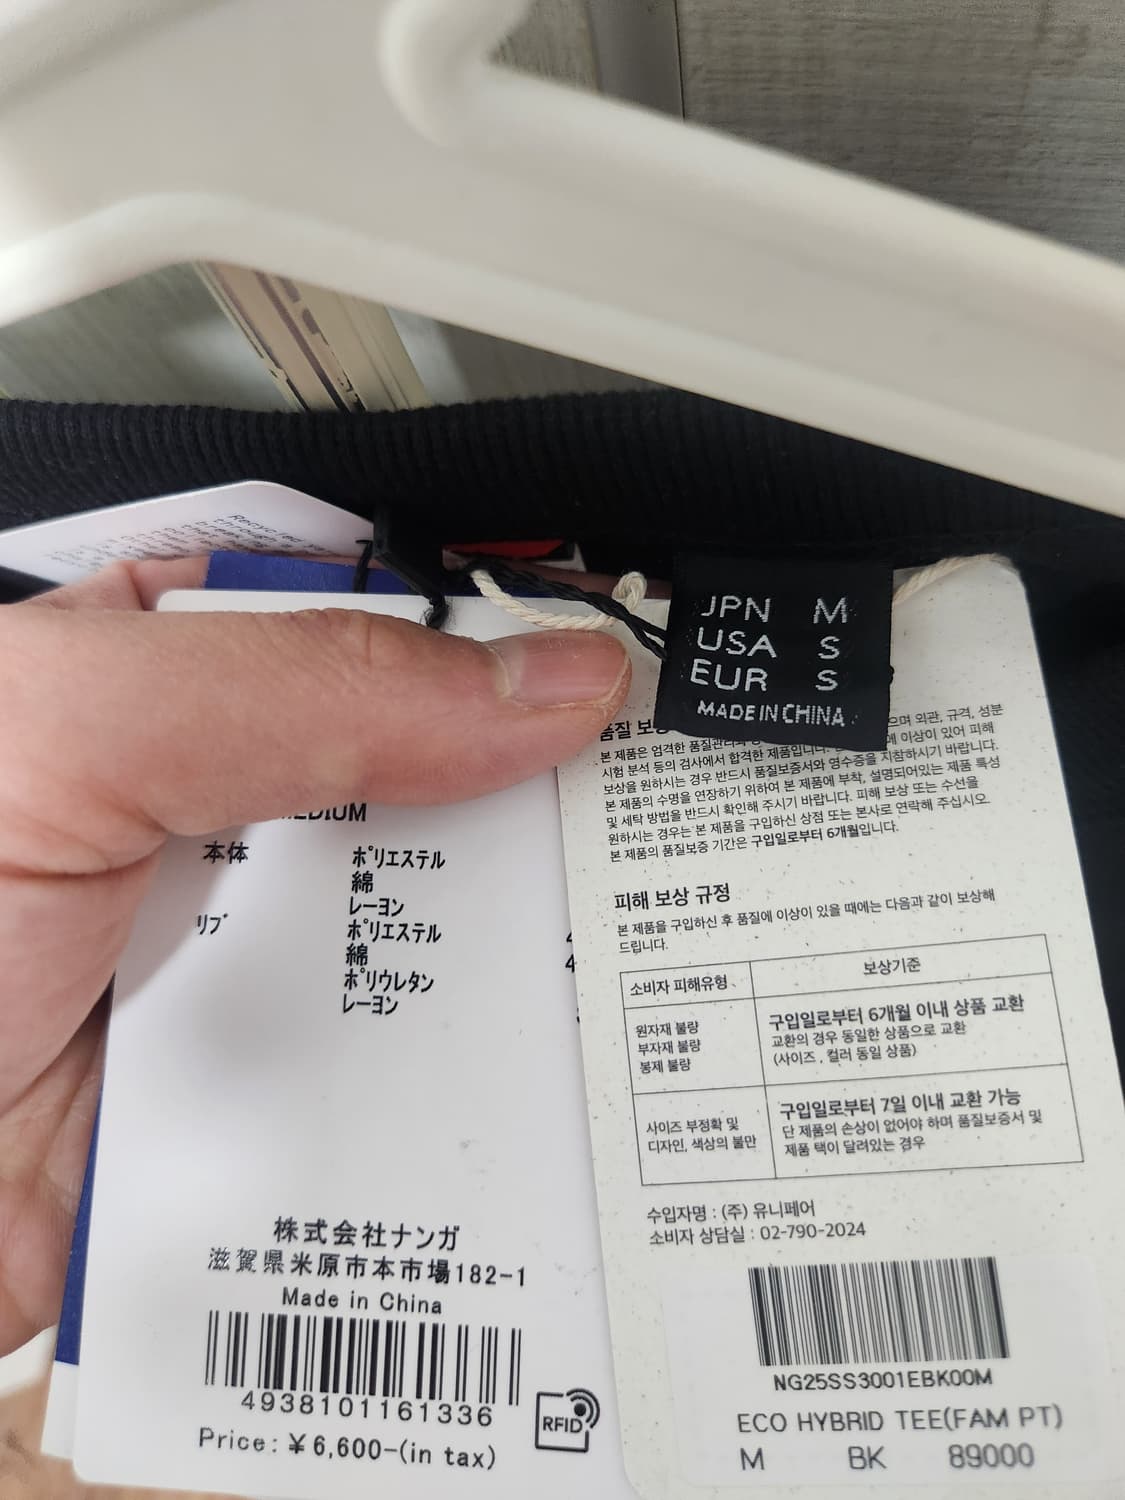 Recycled
through a
JPN M
USA S
EUR S
MADE IN CHINA
本体
ポリエステル
綿
レーヨン
リブ
ポリエステル
綿
ポリウレタン
レーヨン
株式会社ナンガ
滋賀県米原市本市場182-1
Made in China
4938101161336
RFID
Price: ¥6,600-(in tax)
품질
본 제품은 엄격한 품질관리와 으며 외관, 규격, 성분
시험 분석 등의 검사에서 합격한 제품입니다. 에 이상이 있어 피해
보상을 원하시는 경우 반드시 품질보증서와 영수증을 지참하시기 바랍니다.
본 제품의 수명을 연장하기 위하여 본 제품에 부착, 설명되어있는 제품 특성
및 세탁 방법을 반드시 확인해 주시기 바랍니다. 피해 보상 또는 수선을
원하시는 경우는 본 제품을 구입하신 상점 또는 본사로 연락해 주십시오.
본 제품의 품질보증 기간은 구입일로부터 6개월입니다.
피해 보상 규정
본 제품을 구입하신 후 품질에 이상이 있을 때에는 다음과 같이 보상해
드립니다.
소비자 피해유형 보상기준
원자재 불량
부자재 불량
봉제 불량
구입일로부터 6개월 이내 상품 교환
교환의 경우 동일한 상품으로 교환
(사이즈, 컬러 동일 상품)
사이즈 부정확 및
디자인, 색상의 불만
구입일로부터 7일 이내 교환 가능
단 제품의 손상이 없어야 하며 품질보증서 및
제품 택이 달려있는 경우
수입자명 : (주) 유니페어
소비자 상담실 : 02-790-2024
NG25SS3001EBK00M
ECO HYBRID TEE(FAM PT)
M BK 89000